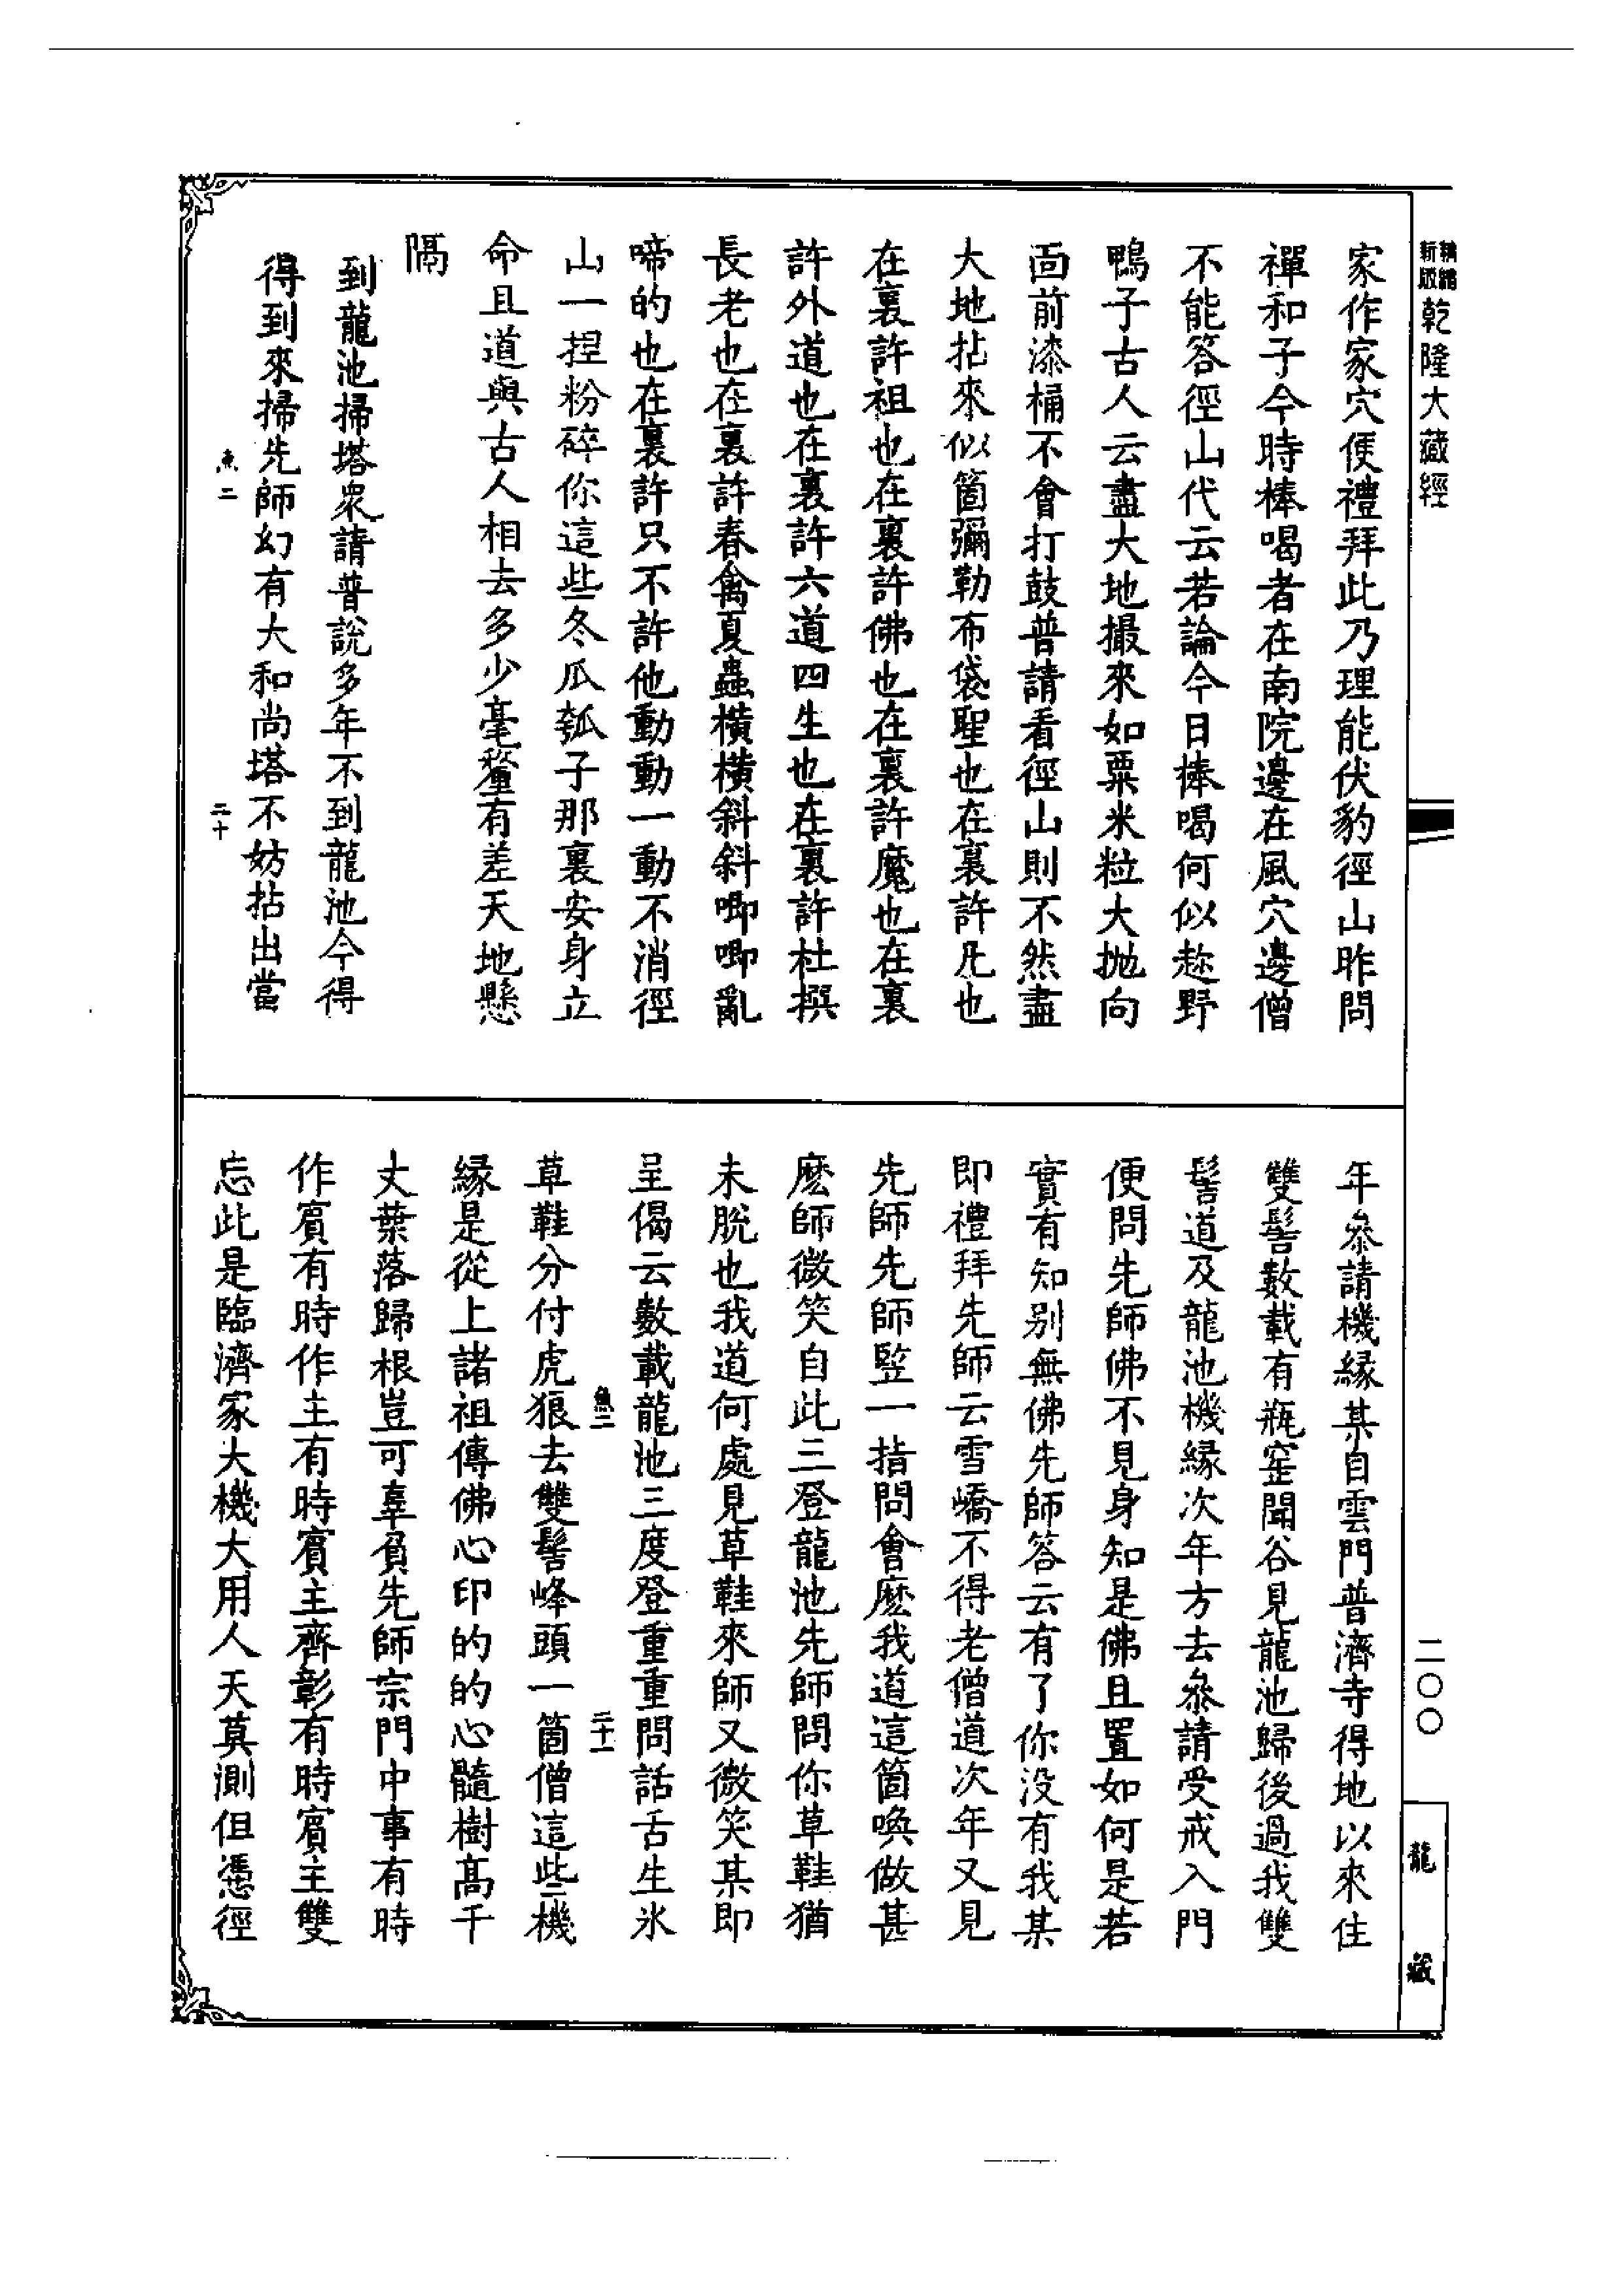 新版
精縮
乾隆大藏經
家作家穴便禮拜此乃理能伏豹徑山昨問
禪和子今時棒喝者在南院邊在風穴邊僧
不能答徑山代云若論今日捧喝何似趂野
鴨子古人云盡大地撮來如粟米粒大抛向
面前漆桶不會打鼓普請看徑山則不然盡
大地拈來似箇彌勒布袋聖也在裏許凡也
在裏許祖也在裏許佛也在裏許魔也在裏
許外道也在裏許六道四生也在裏許杜撰
長老也在裏許春禽夏蟲橫橫斜斜唧唧亂
啼的也在裏許只不許他動動一動不消徑
山一揑粉碎你這些冬瓜瓠子那裏安身立
命且道與古人相去多少毫釐有差天地懸
隔
到龍池掃塔衆請普說多年不到龍池今得
得到來掃先師幻有大和尚塔不妨拈出當
魚二
二十
年叅請機緣某自雲門普濟寺得地以來住
雙髻數載有瓶窑聞谷見龍池歸後過我雙
髻道及龍池機緣次年方去叅請受戒入門
便問先師佛不見身知是佛且置如何是若
實有知别無佛先師答云有了你没有我某
即禮拜先師云雪嶠不得老僧道次年又見
先師先師竪一指問會麽我道這箇喚做甚
麽師微笑自此三登龍池先師問你草鞋猶
未脫也我道何處見草鞋來師又微笑某即
呈偈云數載龍池三度登重重問話舌生氷
魚二
二十一
草鞋分付虎狼去雙髻峰頭一箇僧這些機
緣是從上諸祖傳佛心印的的心髓樹高千
丈葉落歸根豈可辜負先師宗門中事有時
作賓有時作主有時賓主齊彰有時賓主雙
忘此是臨濟家大機大用人天莫測但憑徑
二〇〇
龍藏